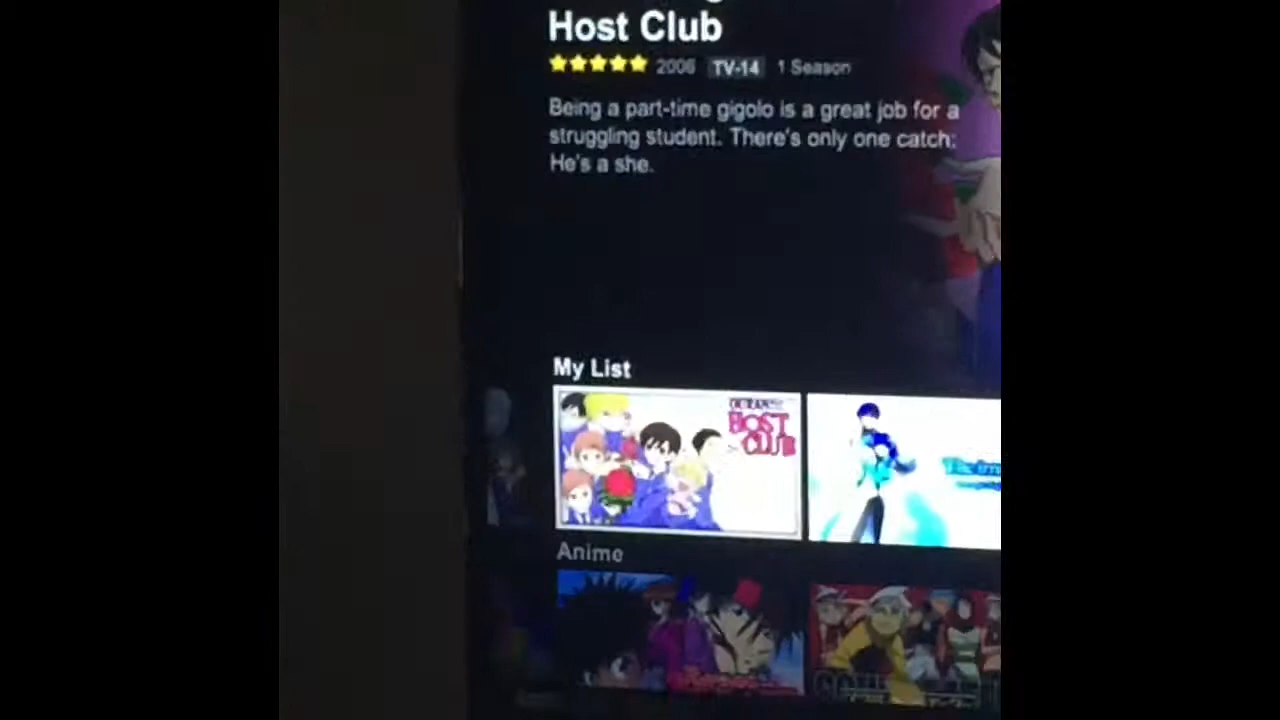 Host Club
2006 TV-14 1 Season
Being a part-time gigolo is a great job for a
struggling student. There's only one catch:
He's a she.
My List
OURAN
HOST
CLUB
Anime